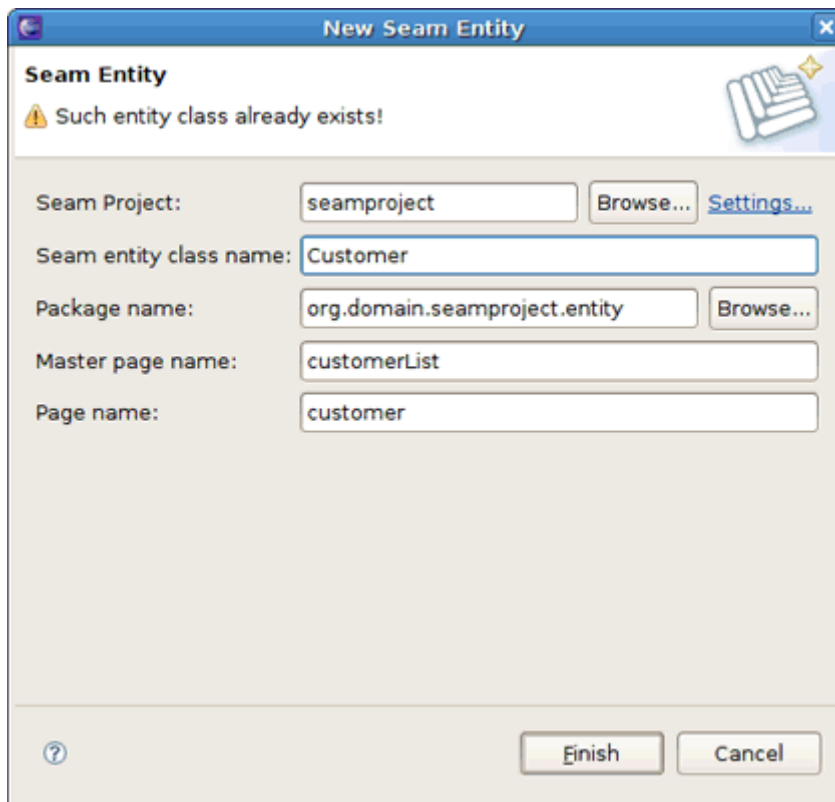 New Seam Entity
Seam Entity
Such entity class already exists!
Seam Project: seamproject Browse... Settings...
Seam entity class name: Customer
Package name: org.domain.seamproject.entity Browse...
Master page name: customerList
Page name: customer
? Finish Cancel